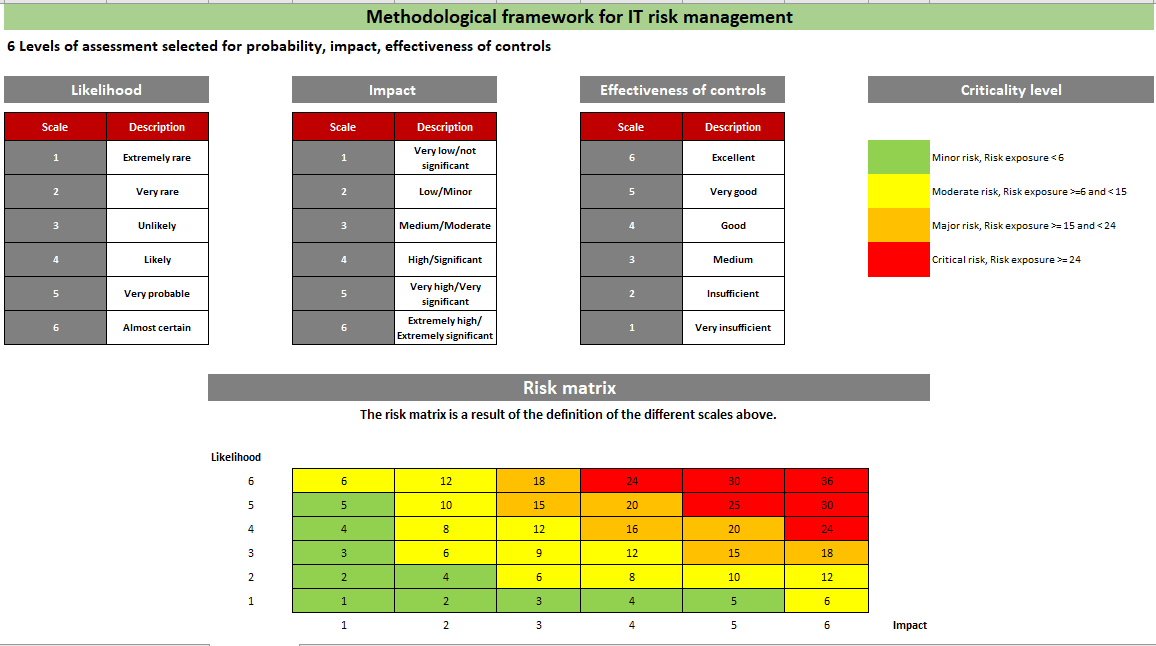 Methodological framework for IT risk management
6 Levels of assessment selected for probability, impact, effectiveness of controls
Likelihood
Scale Description
1 Extremely rare
2 Very rare
3 Unlikely
4 Likely
5 Very probable
6 Almost certain
Impact
Scale Description
1 Very low/not
significant
2 Low/Minor
3 Medium/Moderate
4 High/Significant
5 Very high/Very
significant
6 Extremely high/
Extremely significant
Effectiveness of controls
Scale Description
6 Excellent
5 Very good
4 Good
3 Medium
2 Insufficient
1 Very insufficient
Criticality level
Minor risk, Risk exposure <6
Moderate risk, Risk exposure >=6 and <15
Major risk, Risk exposure >= 15 and <24
Critical risk, Risk exposure >= 24
Risk matrix
The risk matrix is a result of the definition of the different scales above.
Likelihood
6 6 12 18 24 30 36
5 5 10 15 20 25 30
4 4 8 12 16 20 24
3 3 6 9 12 15 18
2 2 4 6 8 10 12
1 1 2 3 4 5 6
1 2 3 4 5 6 Impact